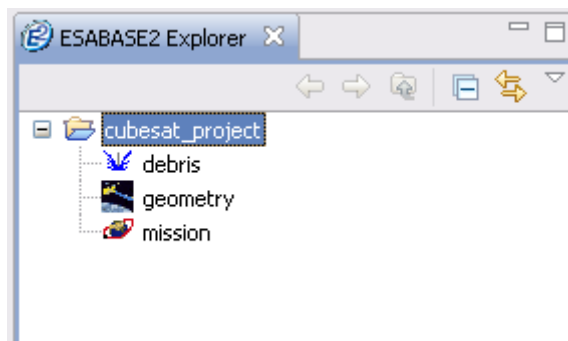 ESABASE2 Explorer
cubesat_project
debris
geometry
mission